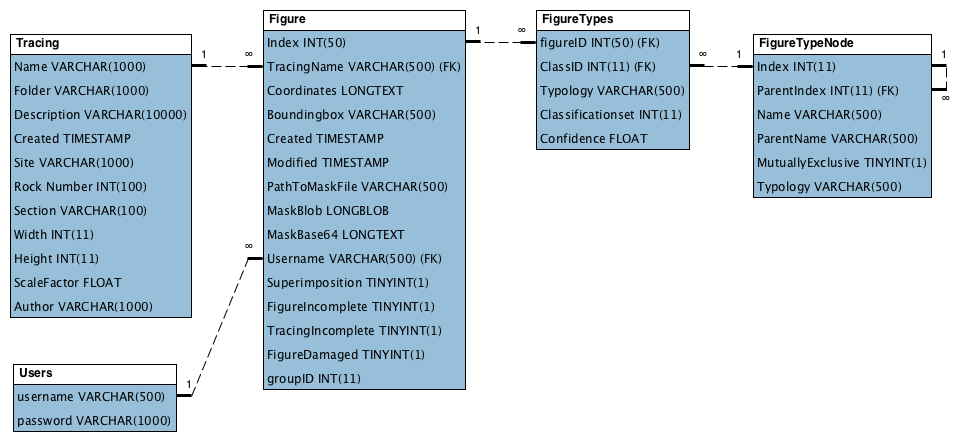 Tracing
Name VARCHAR(1000)
Folder VARCHAR(1000)
Description VARCHAR(10000)
Created TIMESTAMP
Site VARCHAR(1000)
Rock Number INT(100)
Section VARCHAR(100)
Width INT(11)
Height INT(11)
ScaleFactor FLOAT
Author VARCHAR(1000)
1
∞
Users
username VARCHAR(500)
password VARCHAR(1000)
1
∞
Figure
Index INT(50)
TracingName VARCHAR(500) (FK)
Coordinates LONGTEXT
Boundingbox VARCHAR(500)
Created TIMESTAMP
Modified TIMESTAMP
PathToMaskFile VARCHAR(500)
MaskBlob LONGBLOB
MaskBase64 LONGTEXT
Username VARCHAR(500) (FK)
Superimposition TINYINT(1)
FigureIncomplete TINYINT(1)
TracingIncomplete TINYINT(1)
FigureDamaged TINYINT(1)
groupID INT(11)
1
∞
FigureTypes
figureID INT(50) (FK)
ClassID INT(11) (FK)
Typology VARCHAR(500)
Classificationset INT(11)
Confidence FLOAT
∞
1
FigureTypeNode
Index INT(11)
ParentIndex INT(11) (FK)
Name VARCHAR(500)
ParentName VARCHAR(500)
MutuallyExclusive TINYINT(1)
Typology VARCHAR(500)
1
∞